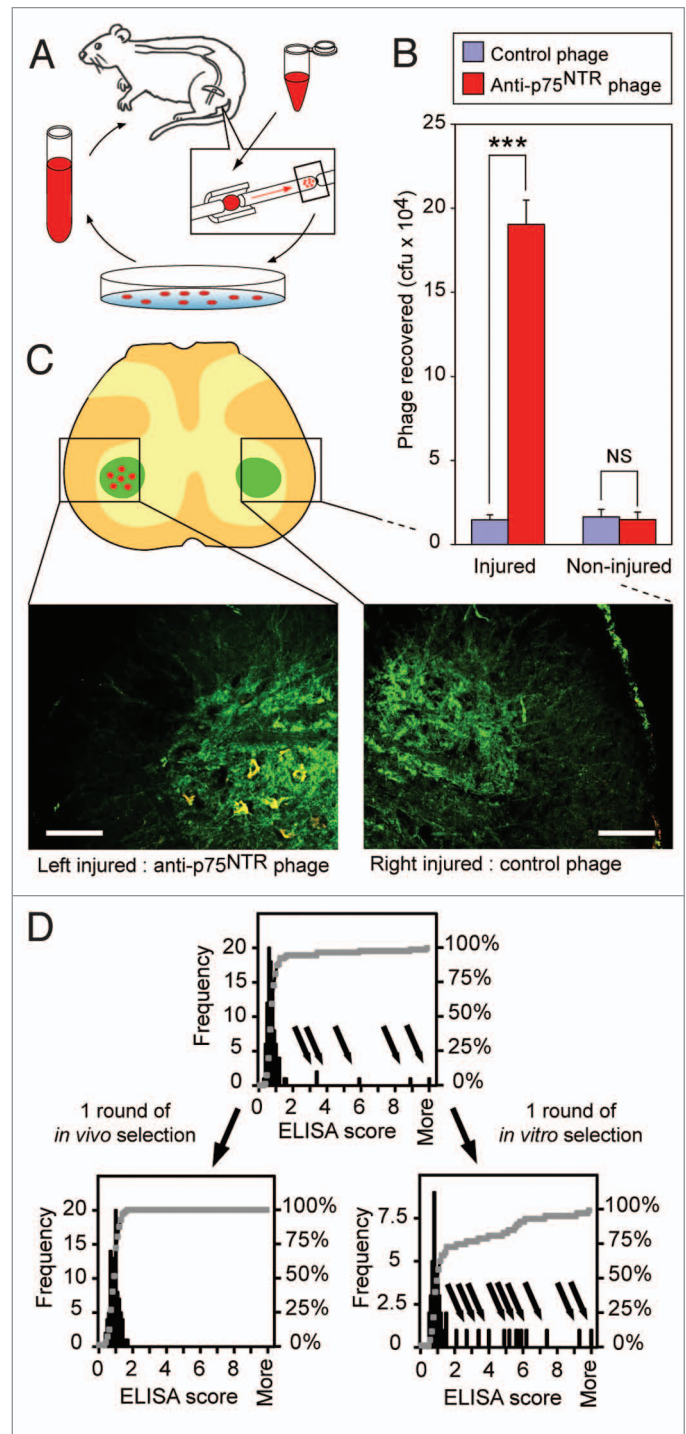 A
B
Control phage
Anti-p75NTR phage
25
20
15
10
5
0
Phage recovered (cfu x 104)
***
NS
Injured
Non-injured
C
Left injured : anti-p75NTR phage
Right injured : control phage
D
Frequency
20
15
10
5
0
100%
75%
50%
25%
0%
0 2 4 6 8 More
ELISA score
1 round of
in vivo selection
1 round of
in vitro selection
Frequency
20
15
10
5
0
100%
75%
50%
25%
0%
0 2 4 6 8 More
ELISA score
Frequency
7.5
5
2.5
0
100%
75%
50%
25%
0%
0 2 4 6 8 More
ELISA score